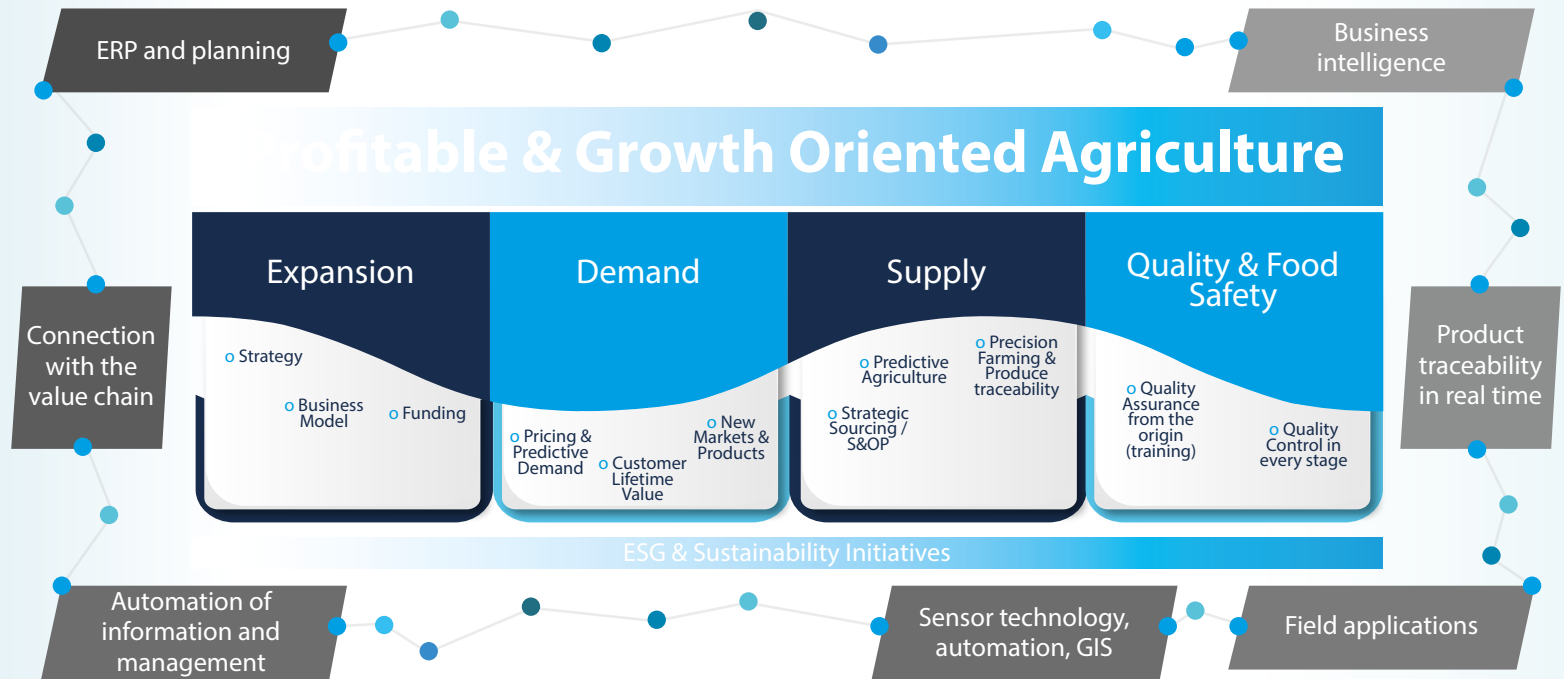 ERP and planning
Business
intelligence
Profitable & Growth Oriented Agriculture
Expansion
Demand
Supply
Quality & Food
Safety
Connection
with the
value chain
o Strategy
o Business
Model
o Funding
o Pricing &
Predictive
Demand
o Customer
Lifetime
Value
o New
Markets &
Products
o Predictive
Agriculture
o Strategic
Sourcing /
S&OP
o Precision
Farming &
Produce
traceability
o Quality
Assurance
from the
origin
(training)
o Quality
Control in
every stage
Product
traceability
in real time
ESG & Sustainability Initiatives
Automation of
information and
management
Sensor technology,
automation, GIS
Field applications